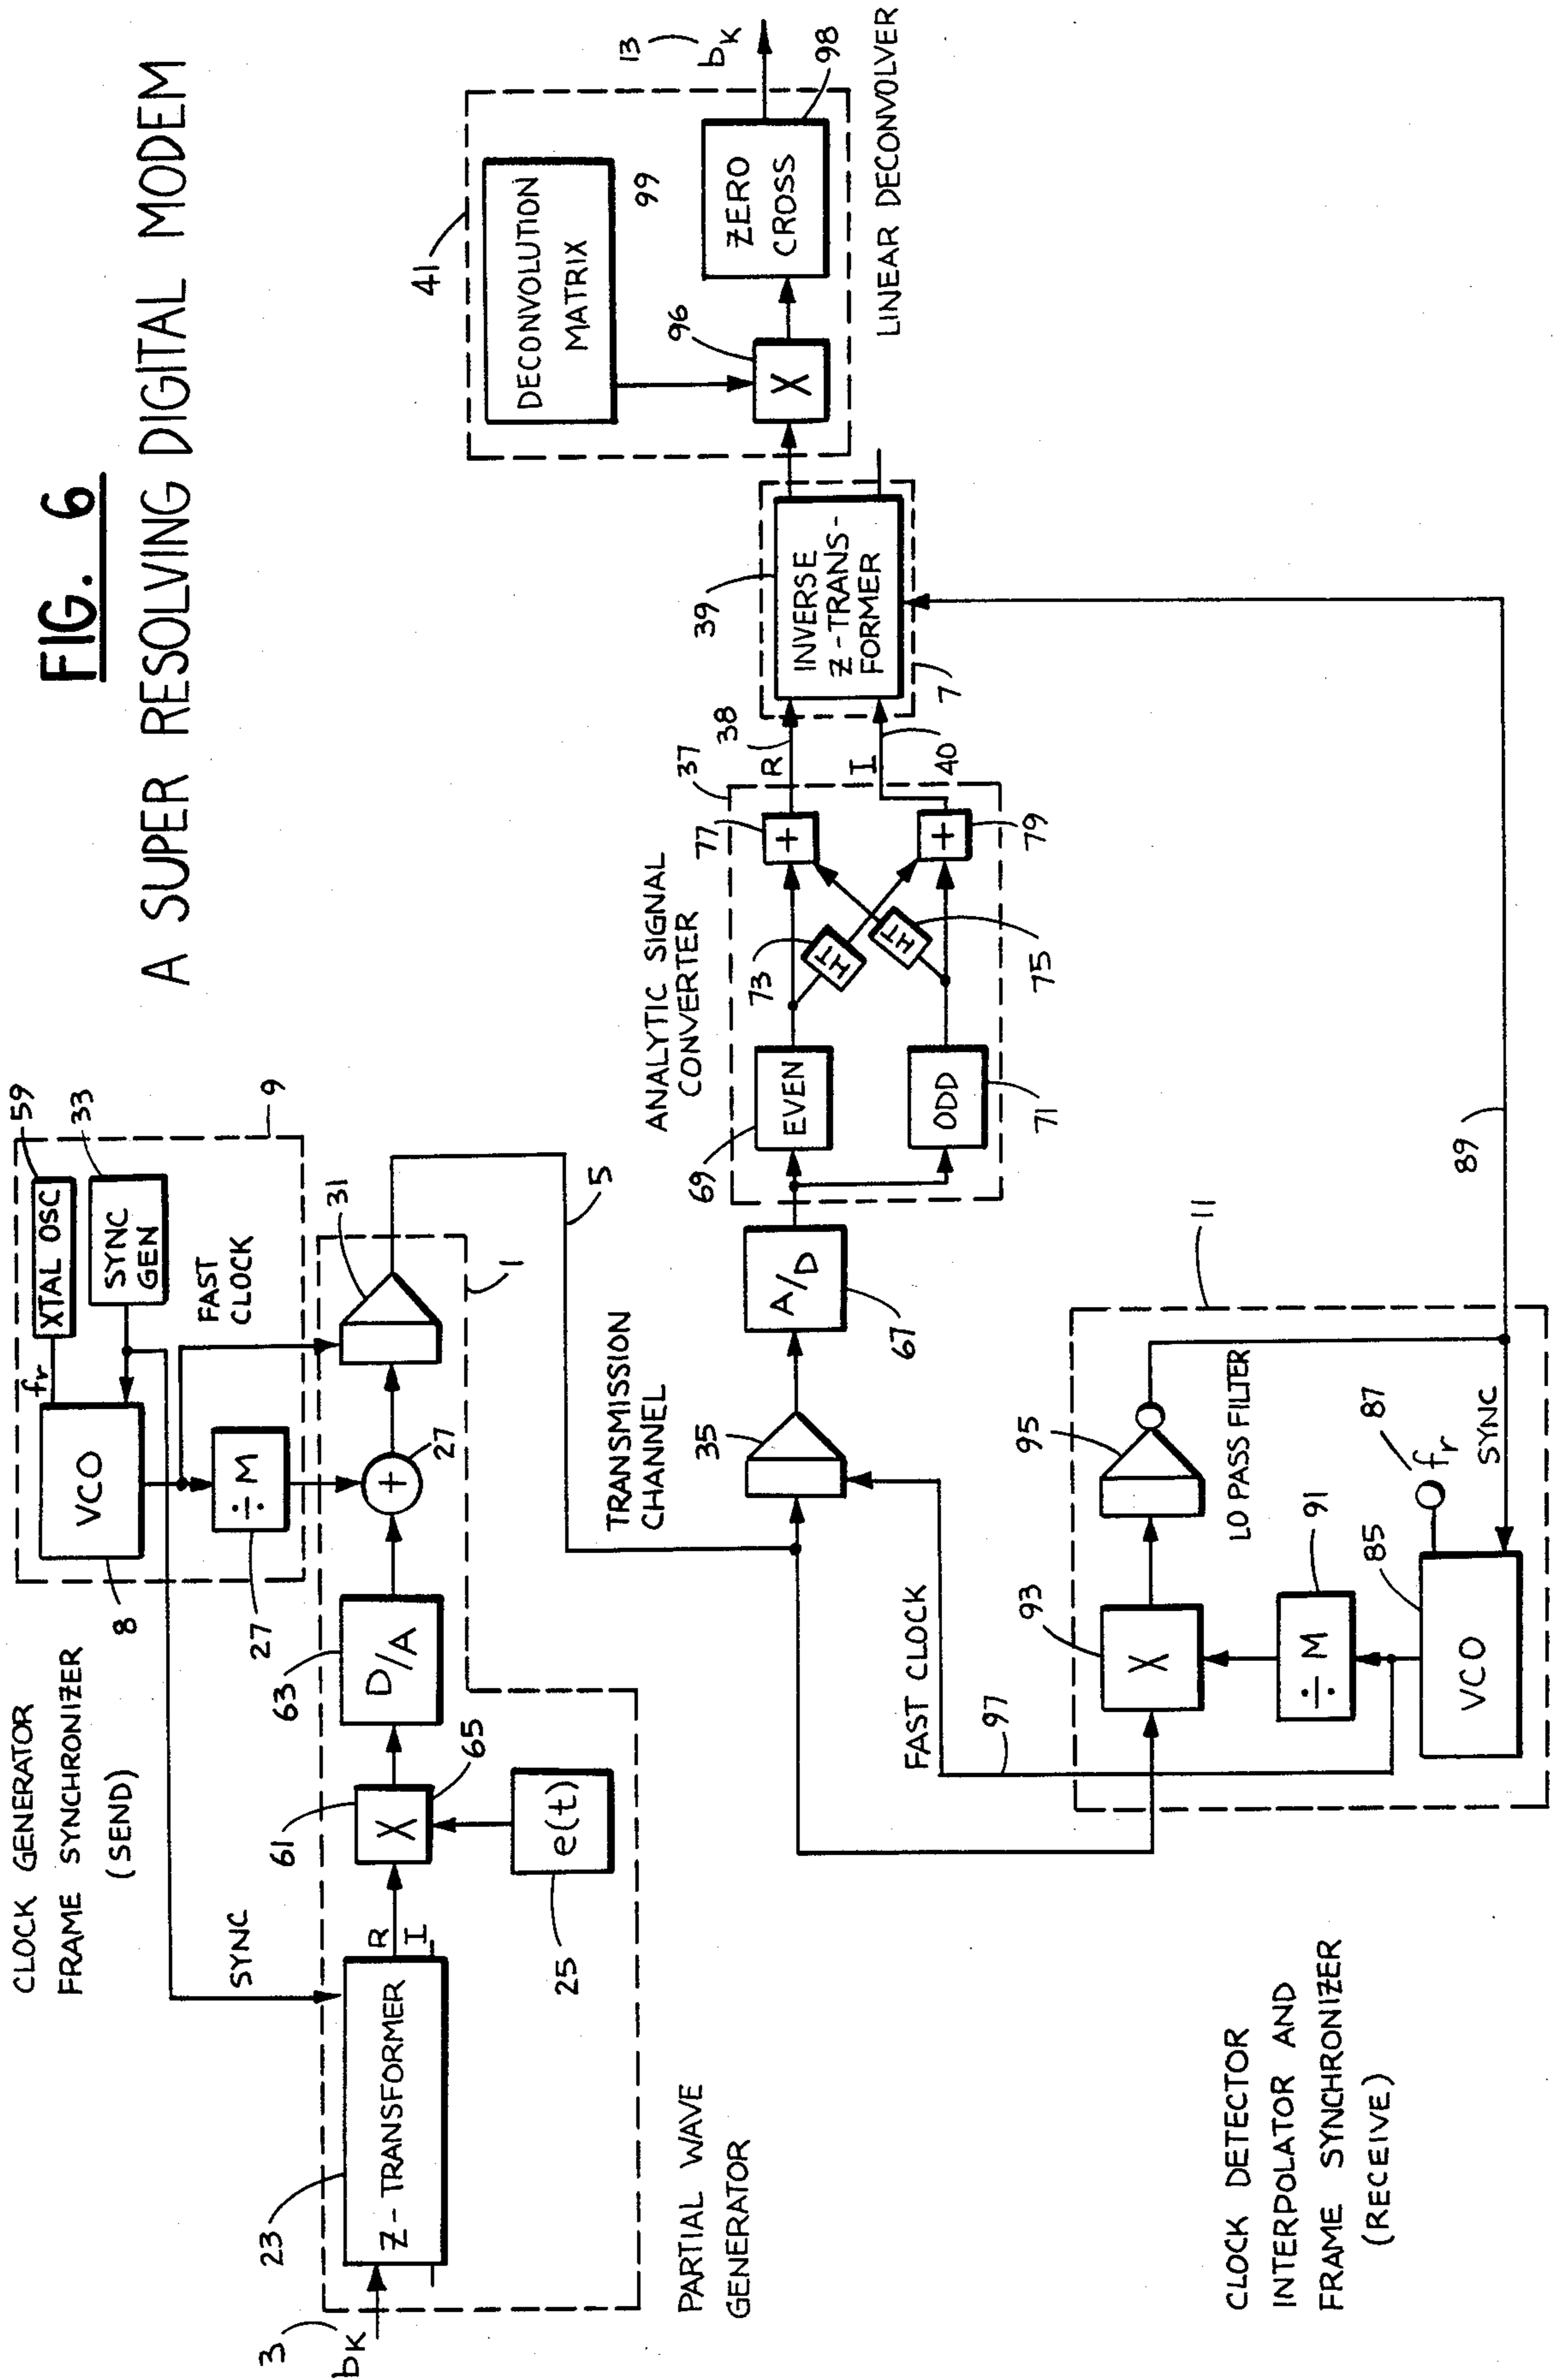 FIG. 6
A SUPER RESOLVING DIGITAL MODEM
CLOCK GENERATOR
FRAME SYNCHRONIZER
(SEND)
8
VCO
fr
XTAL OSC
59
SYNC
GEN
33
9
FAST
CLOCK
÷ M
27
SYNC
3
bK
23
Z-TRANSFORMER
R
I
61
X
65
e(t)
25
63
D/A
+
27
31
1
5
PARTIAL WAVE
GENERATOR
TRANSMISSION
CHANNEL
35
A/D
67
ANALYTIC SIGNAL
CONVERTER
37
69
EVEN
ODD
71
73
HT
HT
75
77
+
+
79
R
38
I
40
39
INVERSE
Z-TRANS-
FORMER
7
41
DECONVOLUTION
MATRIX
99
96
X
ZERO
CROSS
98
13
bK
LINEAR DECONVOLVER
FAST CLOCK
97
93
X
95
LO PASS FILTER
÷ M
91
VCO
85
87
fr
SYNC
11
89
CLOCK DETECTOR
INTERPOLATOR AND
FRAME SYNCHRONIZER
(RECEIVE)